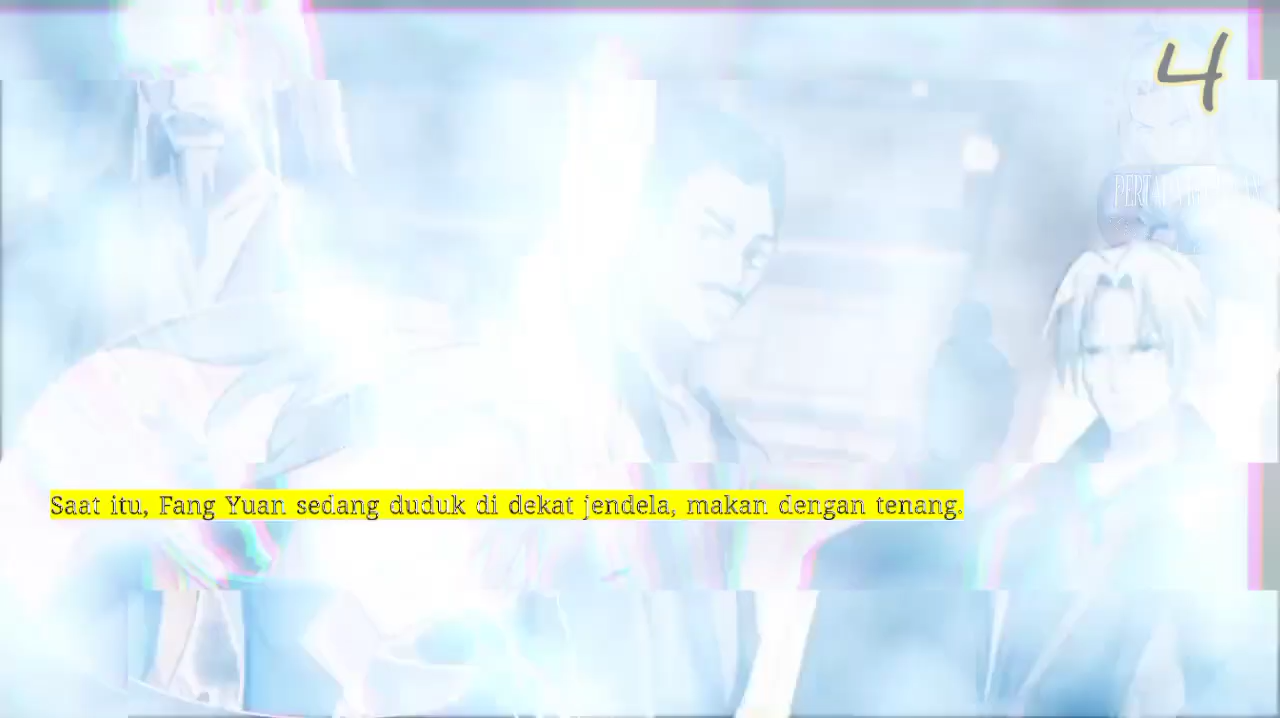 4
Saat itu, Fang Yuan sedang duduk di dekat jendela, makan dengan tenang.